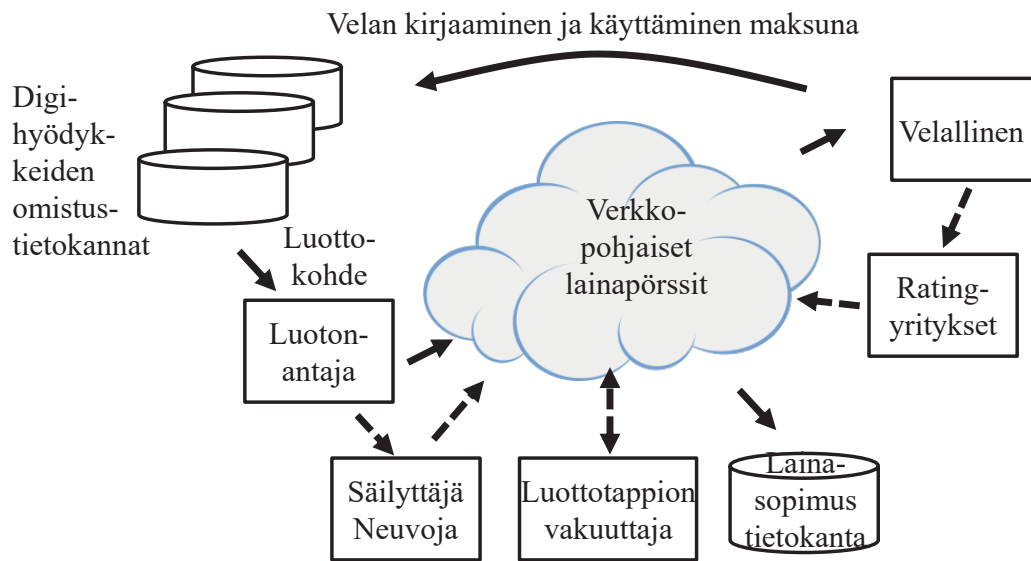 Velan kirjaaminen ja käyttäminen maksuna
Digi-
hyödyk-
keiden
omistus-
tietokannat
Velallinen
Verkko-
pohjaiset
lainapörssit
Luotto-
kohde
Rating-
yritykset
Luoton-
antaja
Säilyttäjä
Neuvoja
Luottotappion
vakuuttaja
Laina-
sopimus
tietokanta